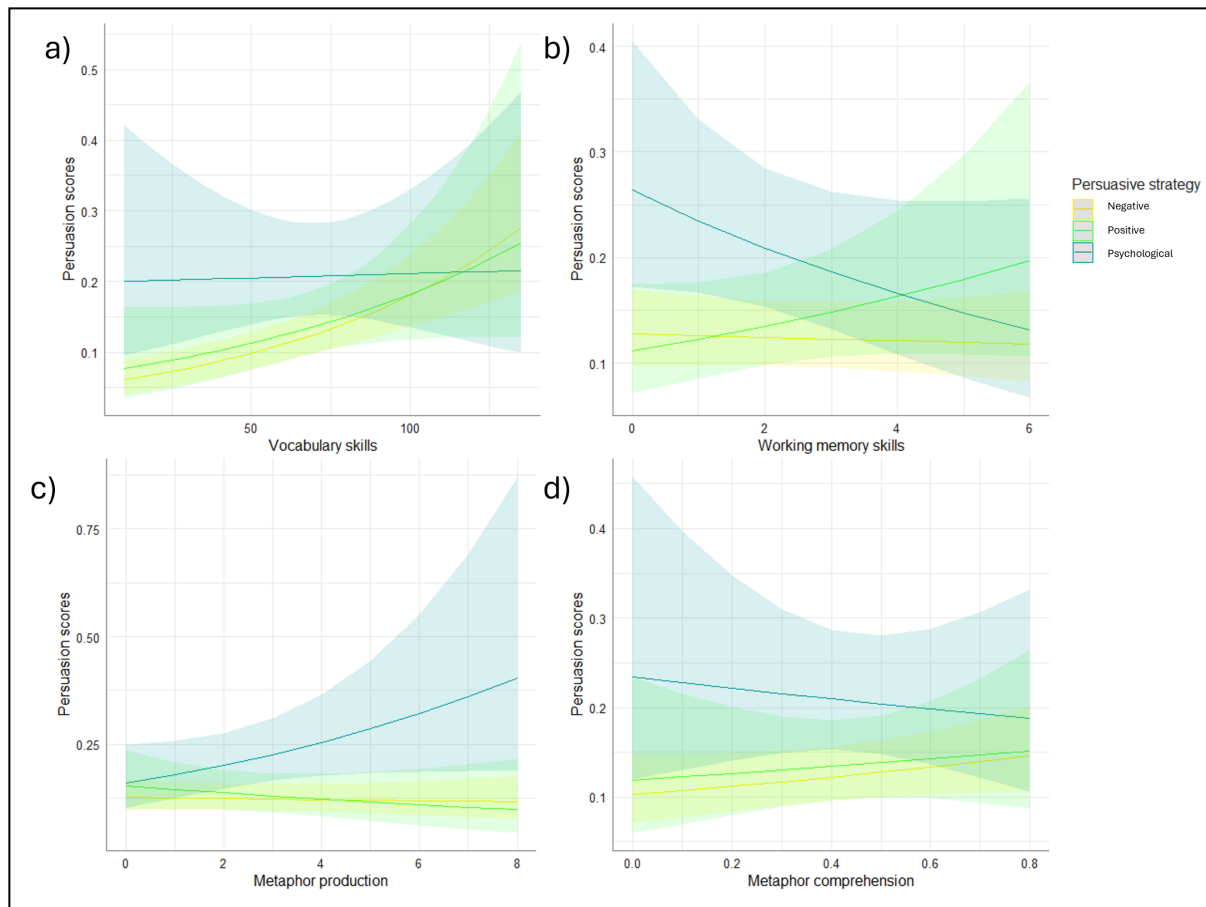 a)
0.5
0.4
0.3
0.2
0.1
Persuasion scores
50
100
Vocabulary skills
b)
0.4
0.3
0.2
0.1
Persuasion scores
0
2
4
6
Working memory skills
Persuasive strategy
Negative
Positive
Psychological
c)
0.75
0.50
0.25
Persuasion scores
0
2
4
6
8
Metaphor production
d)
0.4
0.3
0.2
0.1
Persuasion scores
0.0
0.2
0.4
0.6
0.8
Metaphor comprehension